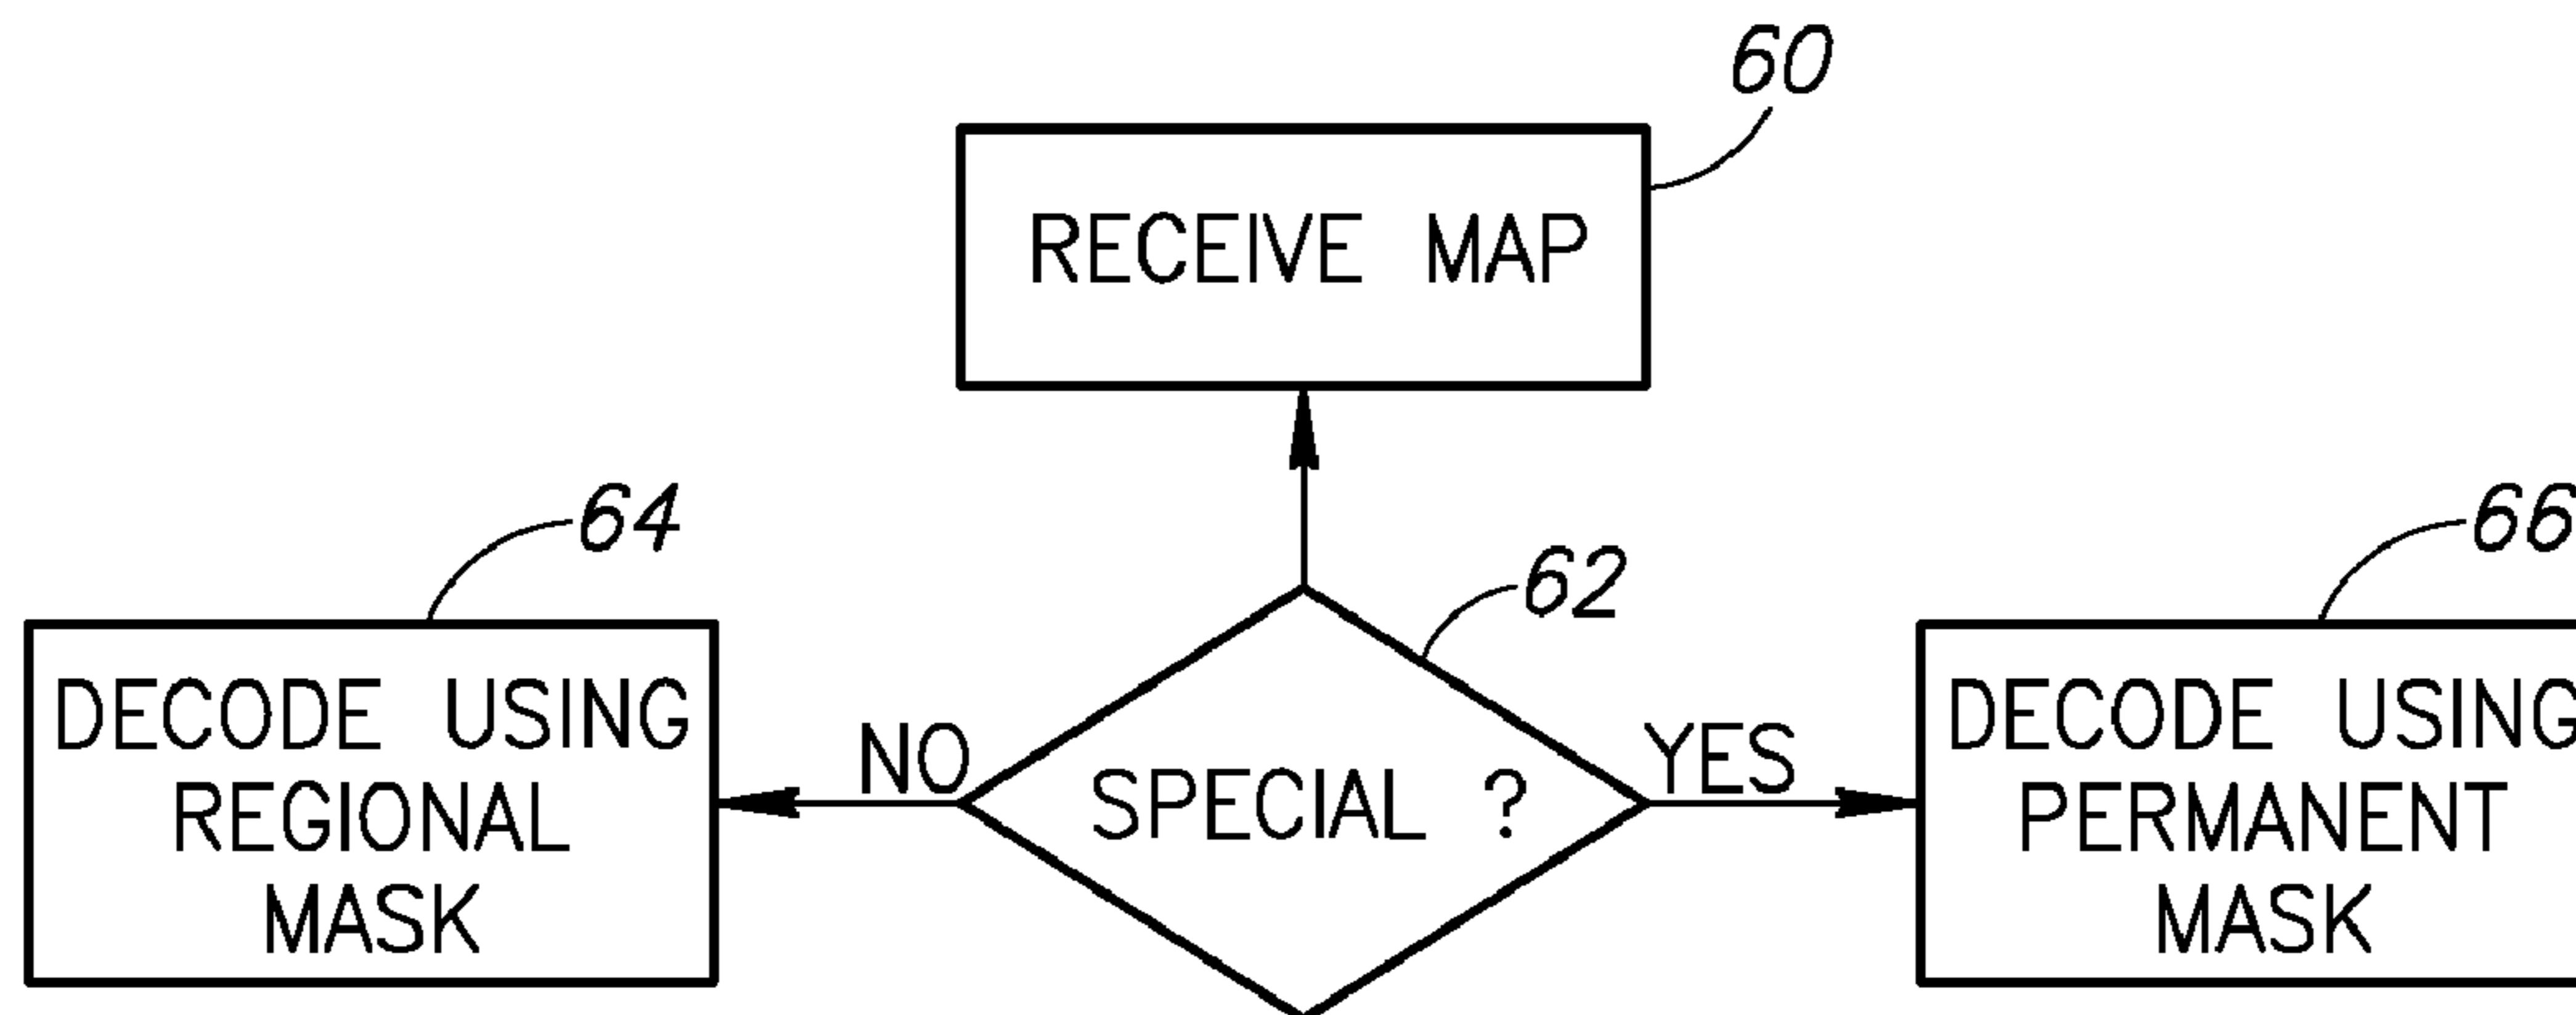 60
RECEIVE MAP
64
62
66
DECODE USING
REGIONAL
MASK
NO
SPECIAL ?
YES
DECODE USING
PERMANENT
MASK